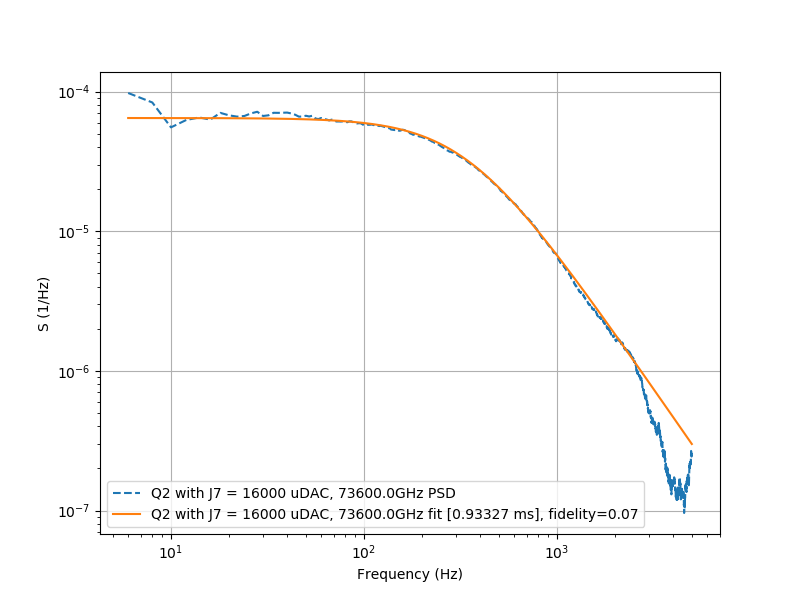 10⁻⁴
10⁻⁵
10⁻⁶
10⁻⁷
S (1/Hz)
Q2 with J7 = 16000 uDAC, 73600.0GHz PSD
Q2 with J7 = 16000 uDAC, 73600.0GHz fit [0.93327 ms], fidelity=0.07
10¹ 10² 10³
Frequency (Hz)